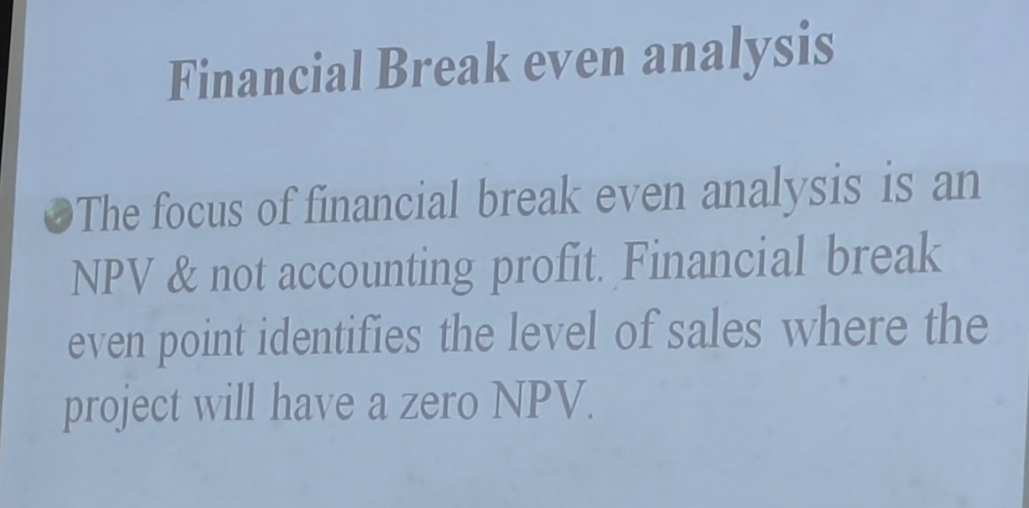 Financial Break even analysis
The focus of financial break even analysis is an
NPV & not accounting profit. Financial break
even point identifies the level of sales where the
project will have a zero NPV.